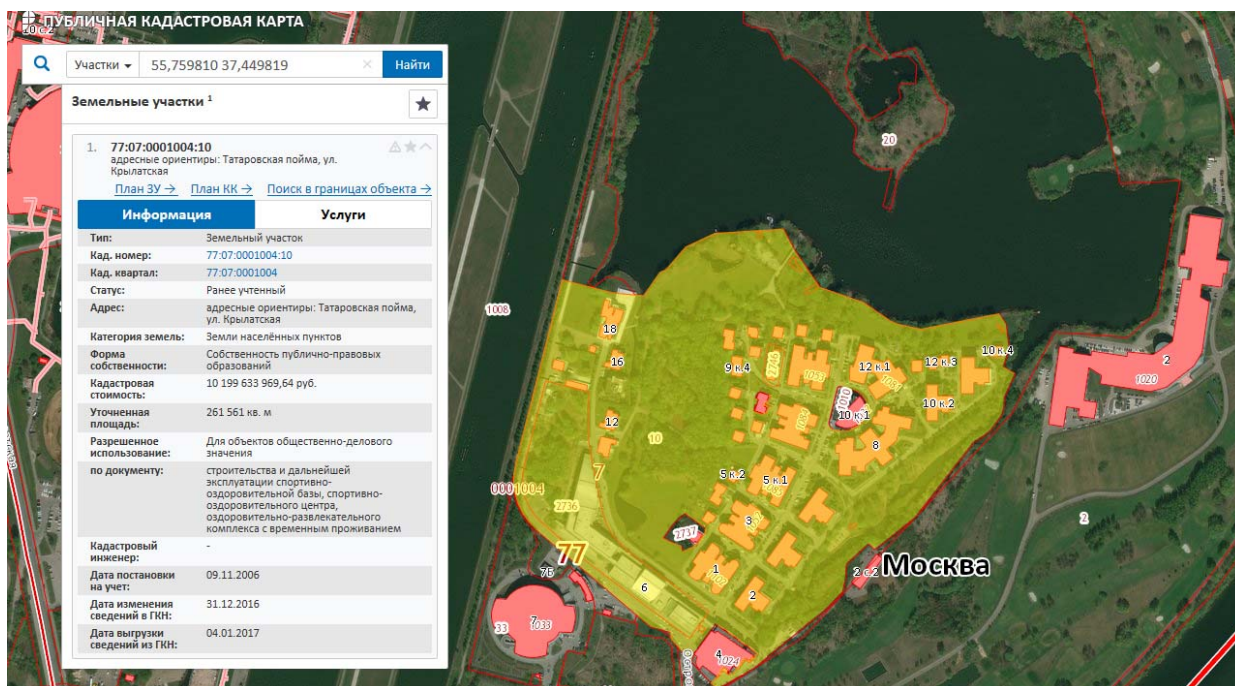 ПУБЛИЧНАЯ КАДАСТРОВАЯ КАРТА
20 с.2
Участки 55,759810 37,449819 × Найти
Земельные участки 1
1. 77:07:0001004:10
адресные ориентиры: Татаровская пойма, ул.
Крылатская
План ЗУ → План КК → Поиск в границах объекта →
Информация Услуги
Тип: Земельный участок
Кад. номер: 77:07:0001004:10
Кад. квартал: 77:07:0001004
Статус: Ранее учтенный
Адрес: адресные ориентиры: Татаровская пойма,
ул. Крылатская
Категория земель: Земли населённых пунктов
Форма Собственность публично-правовых
собственности: образований
Кадастровая 10 199 633 969,64 руб.
стоимость:
Уточненная 261 561 кв. м
площадь:
Разрешенное Для объектов общественно-делового
использование: значения
по документу: строительства и дальнейшей
эксплуатации спортивно-
оздоровительной базы, спортивно-
оздоровительного центра,
оздоровительно-развлекательного
комплекса с временным проживанием
Кадастровый -
инженер:
Дата постановки 09.11.2006
на учет:
Дата изменения 31.12.2016
сведений в ГКН:
Дата выгрузки 04.01.2017
сведений из ГКН:
20
1008
18
16
9 к.4
2746
1053
12 к.1
12 к.3
10 к.4
2
1020
1010
10 к.1
10 к.2
12
10
1084
8
7
5 к.2
5 к.1
0001004
2736
3
2737
2
77
7Б
1
2 с.2
Москва
6
2
7
33
1033
4
1024
7